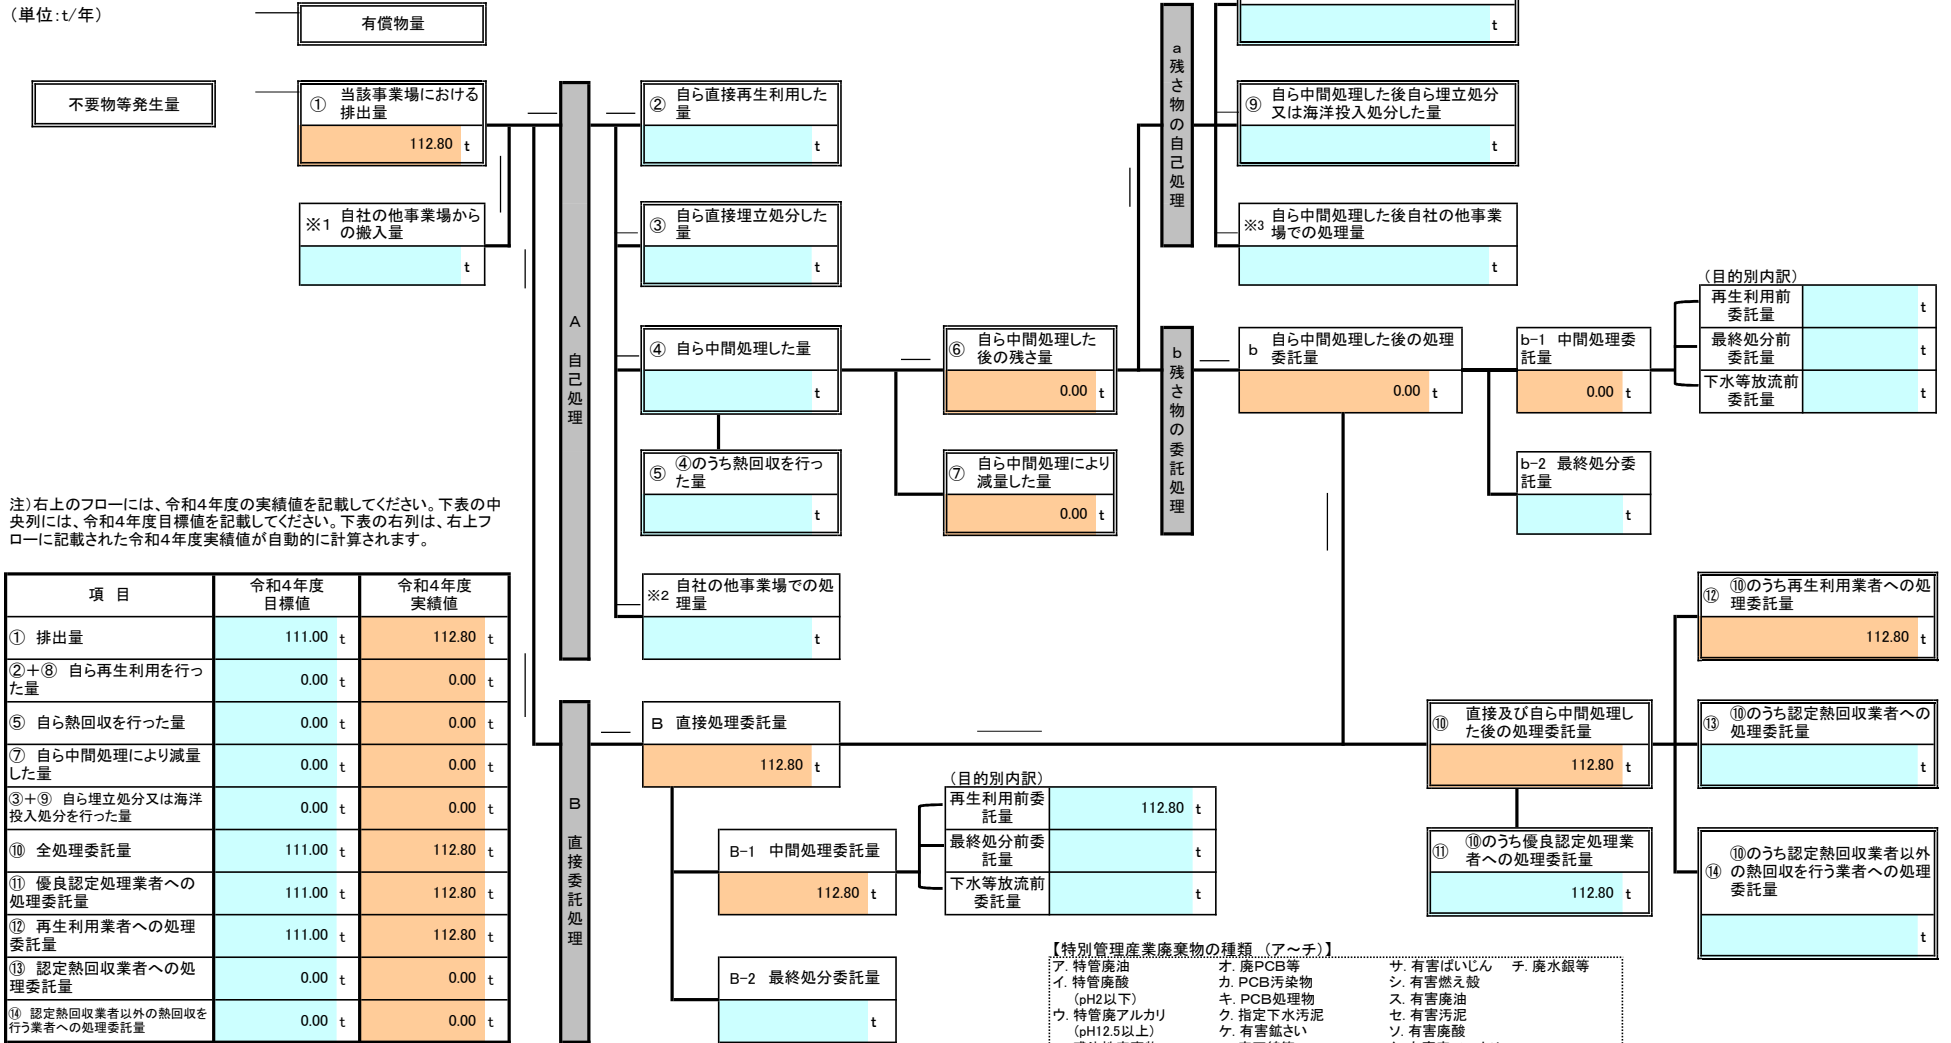 (単位:t/年)
有償物量
t
不要物等発生量
① 当該事業場における
排出量
112.80 t
※1 自社の他事業場から
の搬入量
t
A 自己処理
② 自ら直接再生利用した
量
t
③ 自ら直接埋立処分した
量
t
④ 自ら中間処理した量
t
⑤ ④のうち熱回収を行っ
た量
t
※2 自社の他事業場での処
理量
t
⑥ 自ら中間処理した
後の残さ量
0.00 t
⑦ 自ら中間処理により
減量した量
0.00 t
a 残さ物の自己処理
⑨ 自ら中間処理した後自ら埋立処分
又は海洋投入処分した量
t
※3 自ら中間処理した後自社の他事業
場での処理量
t
b 残さ物の委託処理
b 自ら中間処理した後の処理
委託量
0.00 t
b-1 中間処理委
託量
0.00 t
b-2 最終処分委
託量
t
(目的別内訳)
再生利用前
委託量
t
最終処分前
委託量
t
下水等放流前
委託量
t
注)右上のフローには、令和4年度の実績値を記載してください。下表の中
央列には、令和4年度目標値を記載してください。下表の右列は、右上フ
ローに記載された令和4年度実績値が自動的に計算されます。
項 目 令和4年度
目標値 令和4年度
実績値
① 排出量 111.00 t 112.80 t
②+⑧ 自ら再生利用を行っ
た量 0.00 t 0.00 t
⑤ 自ら熱回収を行った量 0.00 t 0.00 t
⑦ 自ら中間処理により減量
した量 0.00 t 0.00 t
③+⑨ 自ら埋立処分又は海洋
投入処分を行った量 0.00 t 0.00 t
⑩ 全処理委託量 111.00 t 112.80 t
⑪ 優良認定処理業者への
処理委託量 111.00 t 112.80 t
⑫ 再生利用業者への処理
委託量 111.00 t 112.80 t
⑬ 認定熱回収業者への処
理委託量 0.00 t 0.00 t
⑭ 認定熱回収業者以外の熱回収を
行う業者への処理委託量 0.00 t 0.00 t
B 直接委託処理
B 直接処理委託量
112.80 t
B-1 中間処理委託量
112.80 t
B-2 最終処分委託量
t
(目的別内訳)
再生利用前委
託量
112.80 t
最終処分前委
託量
t
下水等放流前
委託量
t
⑩ 直接及び自ら中間処理し
た後の処理委託量
112.80 t
⑪ ⑩のうち優良認定処理業
者への処理委託量
112.80 t
⑫ ⑩のうち再生利用業者への処
理委託量
112.80 t
⑬ ⑩のうち認定熱回収業者への
処理委託量
t
⑭ ⑩のうち認定熱回収業者以外
の熱回収を行う業者への処理
委託量
t
【特別管理産業廃棄物の種類 (ア~チ)】
ア. 特管廃油 オ. 廃PCB等 サ. 有害ばいじん チ. 廃水銀等
イ. 特管廃酸 カ. PCB汚染物 シ. 有害燃え殻
(pH2以下) キ. PCB処理物 ス. 有害廃油
ウ. 特管廃アルカリ ク. 指定下水汚泥 セ. 有害汚泥
(pH12.5以上) ケ. 有害鉱さい ソ. 有害廃酸